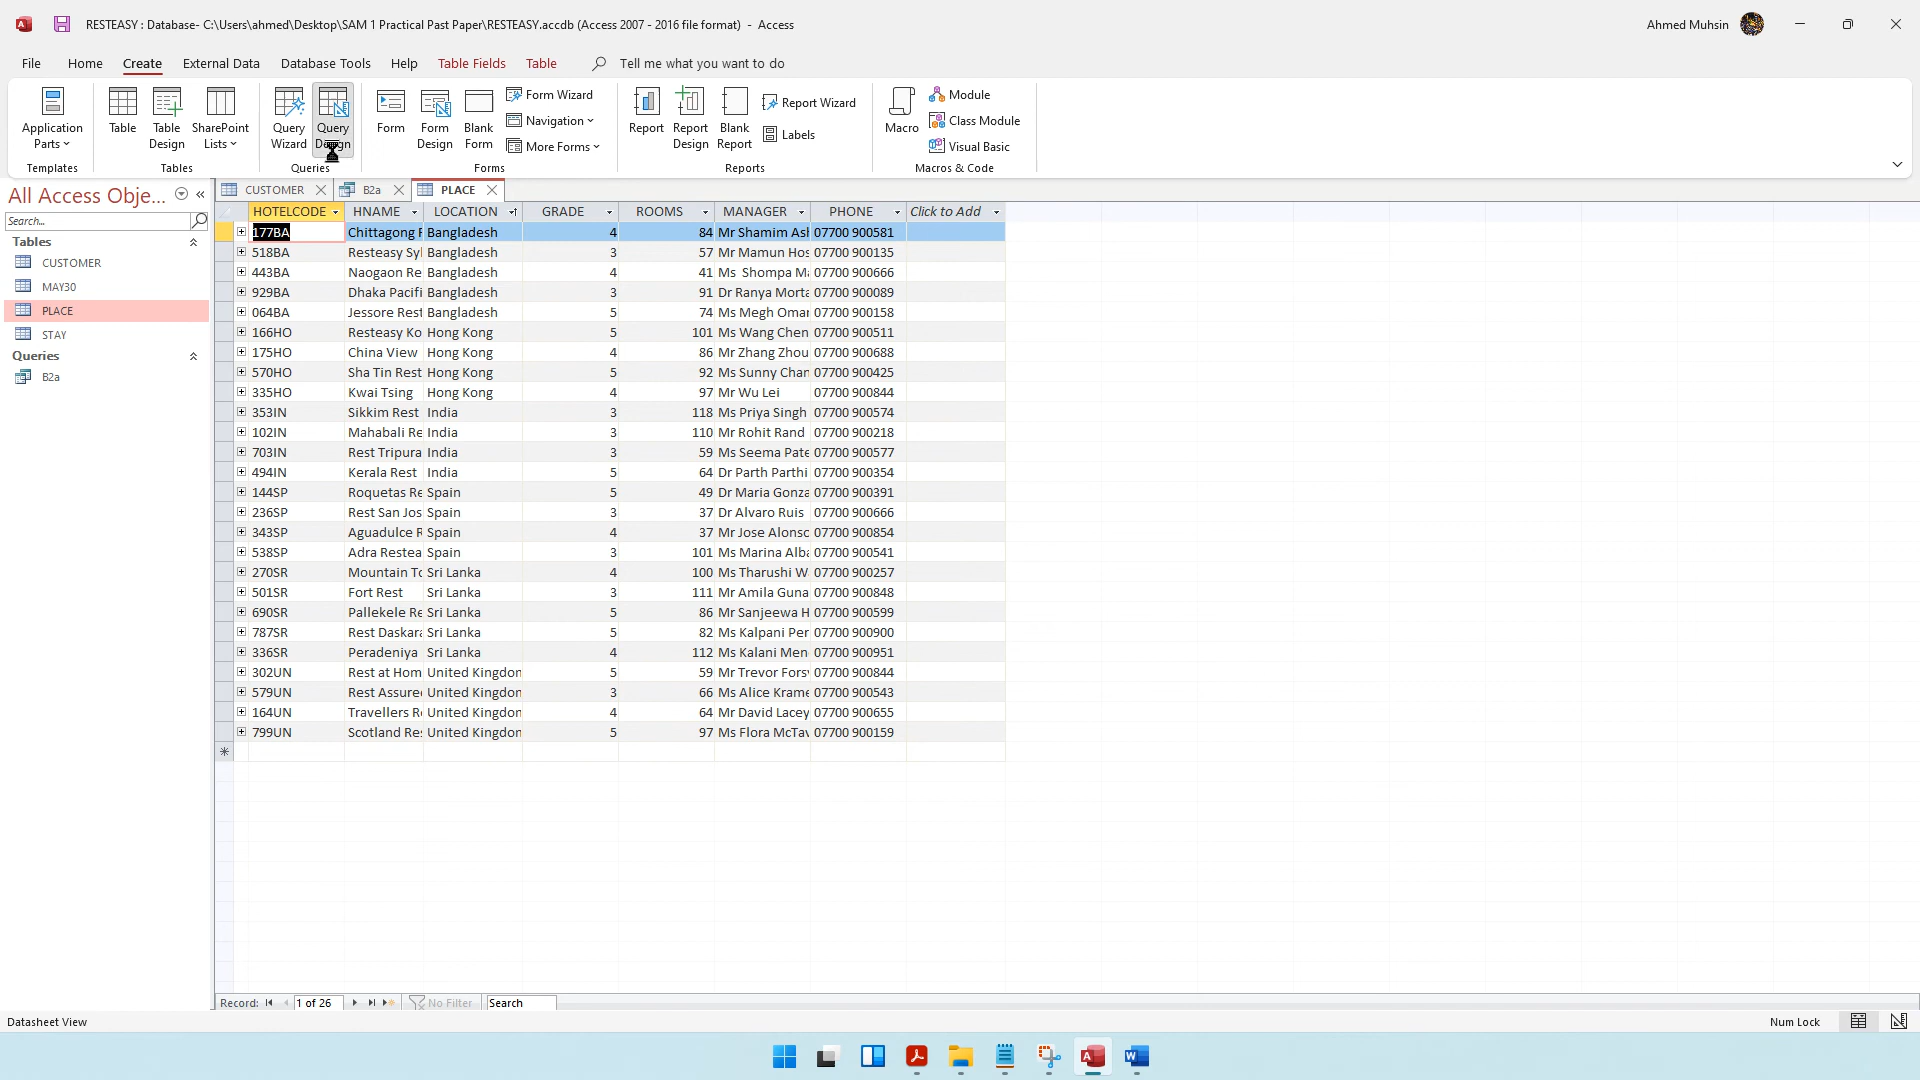 RESTEASY : Database- C:\Users\ahmed\Desktop\SAM 1 Practical Past Paper\RESTEASY.accdb (Access 2007 - 2016 file format) - Access
Ahmed Muhsin
File Home Create External Data Database Tools Help Table Fields Table Tell me what you want to do
Application Parts
Table
Table Design
SharePoint Lists
Query Wizard
Query Design
Form
Form Design
Blank Form
Form Wizard
Navigation
More Forms
Report
Report Design
Blank Report
Report Wizard
Labels
Macro
Module
Class Module
Visual Basic
Templates Tables Queries Forms Reports Macros & Code
All Access Obje...
Search...
Tables
CUSTOMER
MAY30
PLACE
STAY
Queries
B2a
CUSTOMER B2a PLACE
HOTELCODE HNAME LOCATION GRADE ROOMS MANAGER PHONE Click to Add
177BA Chittagong Bangladesh 4 84 Mr Shamim Asl 07700 900581
518BA Resteasy Syl Bangladesh 3 57 Mr Mamun Hos 07700 900135
443BA Naogaon Re Bangladesh 4 41 Ms Shompa Ma 07700 900666
929BA Dhaka Pacifi Bangladesh 3 91 Dr Ranya Morta 07700 900089
064BA Jessore Rest Bangladesh 5 74 Ms Megh Omar 07700 900158
166HO Resteasy Ko Hong Kong 5 101 Ms Wang Chen 07700 900511
175HO China View Hong Kong 4 86 Mr Zhang Zhou 07700 900688
570HO Sha Tin Rest Hong Kong 5 92 Ms Sunny Chan 07700 900425
335HO Kwai Tsing Hong Kong 4 97 Mr Wu Lei 07700 900844
353IN Sikkim Rest India 3 118 Ms Priya Singh 07700 900574
102IN Mahabali Re India 3 110 Mr Rohit Rand 07700 900218
703IN Rest Tripura India 3 59 Ms Seema Pate 07700 900577
494IN Kerala Rest India 5 64 Dr Parth Parthi 07700 900354
144SP Roquetas Re Spain 5 49 Dr Maria Gonza 07700 900391
236SP Rest San Jos Spain 3 37 Dr Alvaro Ruis 07700 900666
343SP Aguadulce R Spain 4 37 Mr Jose Alonso 07700 900854
538SP Adra Restea Spain 3 101 Ms Marina Alba 07700 900541
270SR Mountain To Sri Lanka 4 100 Ms Tharushi W 07700 900257
501SR Fort Rest Sri Lanka 3 111 Mr Amila Guna 07700 900848
690SR Pallekele Re Sri Lanka 5 86 Mr Sanjeewa H 07700 900599
787SR Rest Daskara Sri Lanka 5 82 Ms Kalpani Per 07700 900900
336SR Peradeniya Sri Lanka 4 112 Ms Kalani Men 07700 900951
302UN Rest at Hom United Kingdom 5 59 Mr Trevor Forsy 07700 900844
579UN Rest Assured United Kingdom 3 66 Ms Alice Krame 07700 900543
164UN Travellers Re United Kingdom 4 64 Mr David Lacey 07700 900655
799UN Scotland Res United Kingdom 5 97 Ms Flora McTav 07700 900159
Record: 1 of 26 No Filter Search
Datasheet View
Num Lock